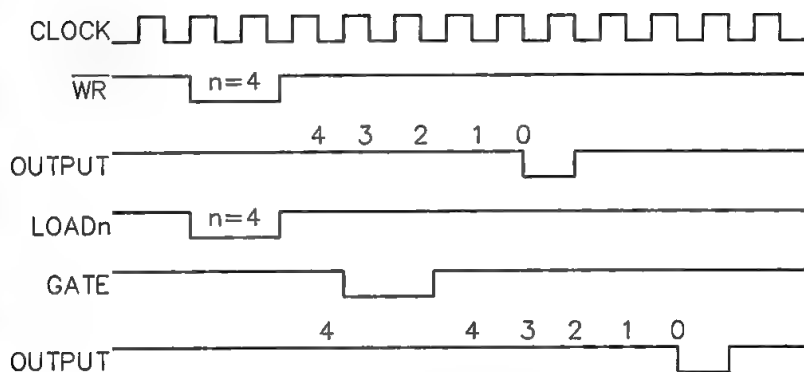 CLOCK
WR n=4
4 3 2 1 0
OUTPUT
LOADn n=4
GATE
4 4 3 2 1 0
OUTPUT